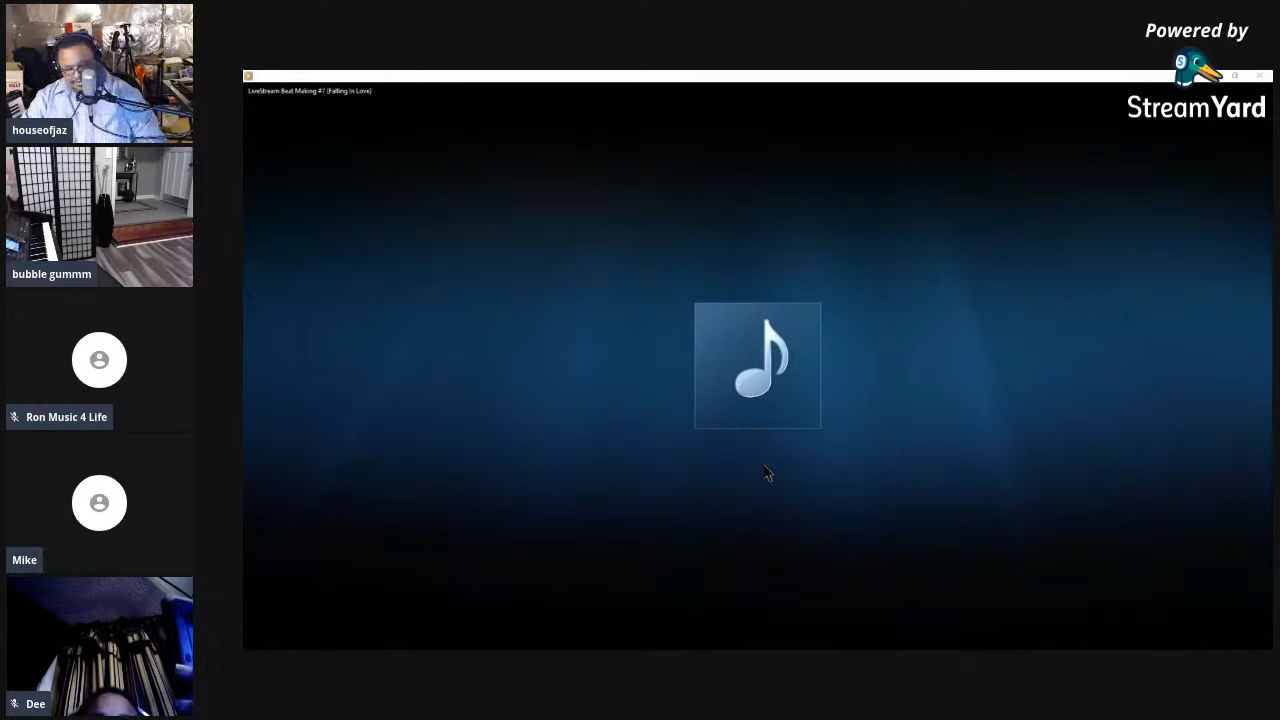 Powered by
StreamYard
LiveStream Beat Making #7 (Falling In Love)
houseofjaz
bubble gummm
Ron Music 4 Life
Mike
Dee